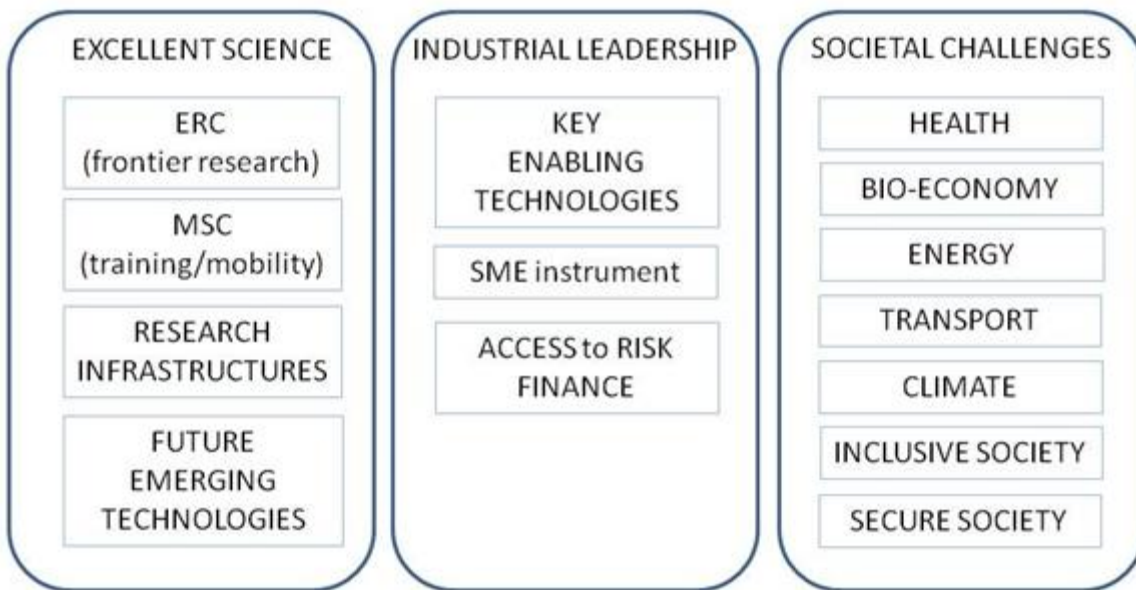 EXCELLENT SCIENCE
ERC
(frontier research)
MSC
(training/mobility)
RESEARCH
INFRASTRUCTURES
FUTURE
EMERGING
TECHNOLOGIES
INDUSTRIAL LEADERSHIP
KEY
ENABLING
TECHNOLOGIES
SME instrument
ACCESS to RISK
FINANCE
SOCIETAL CHALLENGES
HEALTH
BIO-ECONOMY
ENERGY
TRANSPORT
CLIMATE
INCLUSIVE SOCIETY
SECURE SOCIETY